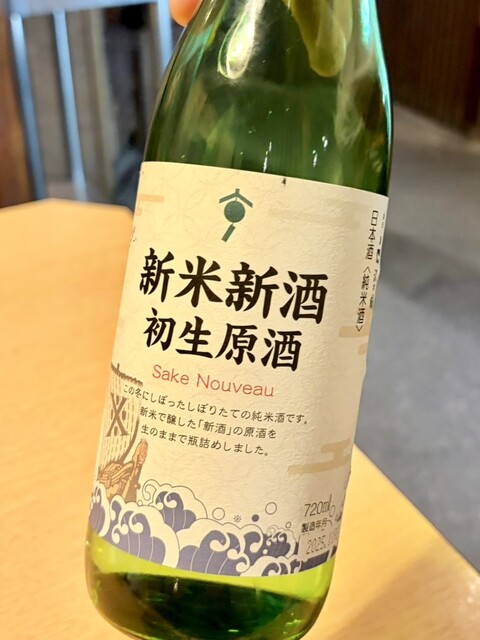 新米新酒
初生原酒
Sake Nouveau
この冬にしぼったしぼりたての純米酒です。
新米で醸した「新酒」の原酒を
生のままで瓶詰めしました。
日本酒〈純米酒〉
720ml
製造年月
2025.